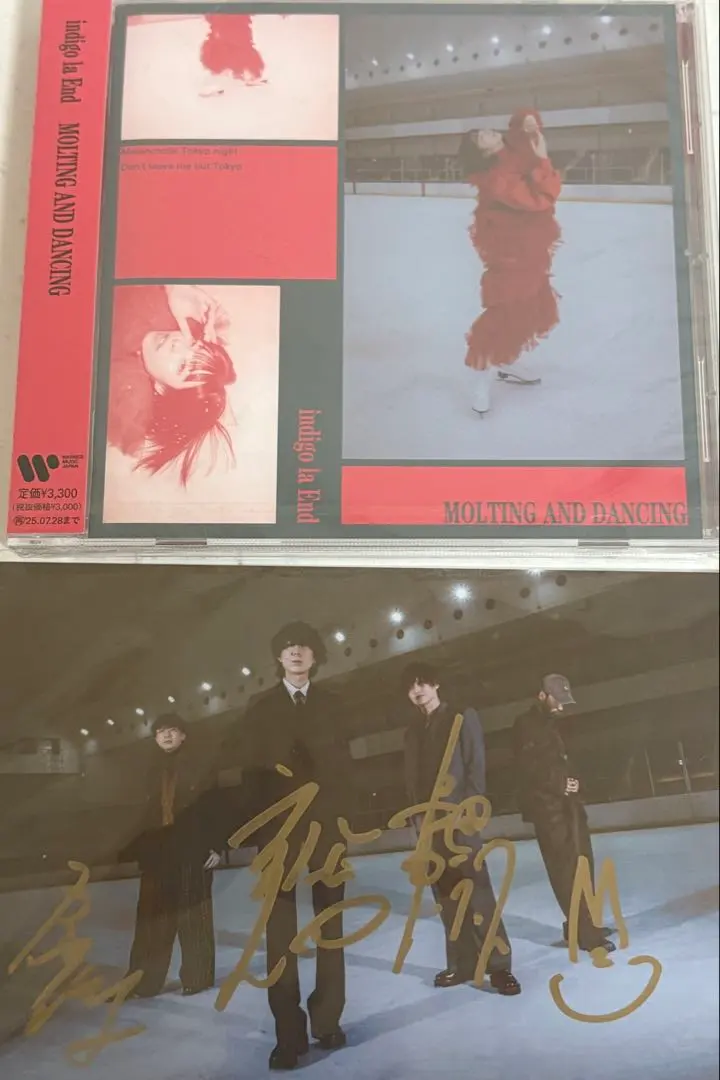 indigo la End MOLTING AND DANCING
WARNER
MUSIC
JAPAN
定価¥3,300
(税抜価格¥3,000)
再'25.07.28まで
Melancholic Tokyo night
Don't leave me out Tokyo
indigo la End
MOLTING AND DANCING